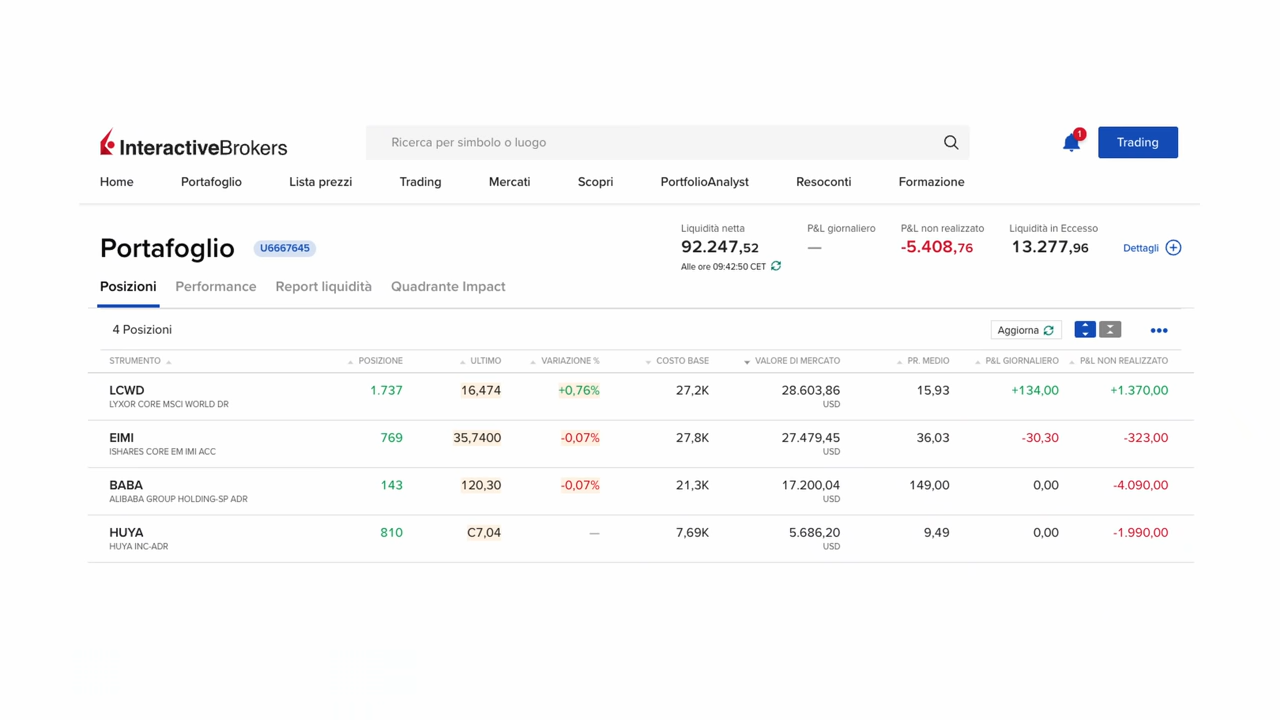 InteractiveBrokers
Ricerca per simbolo o luogo
1
Trading
Home Portafoglio Lista prezzi Trading Mercati Scopri PortfolioAnalyst Resoconti Formazione
Portafoglio U6667645
Liquidità netta P&L giornaliero P&L non realizzato Liquidità in Eccesso
92.247,52 — -5.408,76 13.277,96 Dettagli
Alle ore 09:42:50 CET
Posizioni Performance Report liquidità Quadrante Impact
4 Posizioni Aggiorna
STRUMENTO POSIZIONE ULTIMO VARIAZIONE % COSTO BASE VALORE DI MERCATO PR. MEDIO P&L GIORNALIERO P&L NON REALIZZATO
LCWD 1.737 16,474 +0,76% 27,2K 28.603,86 15,93 +134,00 +1.370,00
LYXOR CORE MSCI WORLD DR USD
EIMI 769 35,7400 -0,07% 27,8K 27.479,45 36,03 -30,30 -323,00
ISHARES CORE EM IMI ACC USD
BABA 143 120,30 -0,07% 21,3K 17.200,04 149,00 0,00 -4.090,00
ALIBABA GROUP HOLDING-SP ADR USD
HUYA 810 C7,04 — 7,69K 5.686,20 9,49 0,00 -1.990,00
HUYA INC-ADR USD